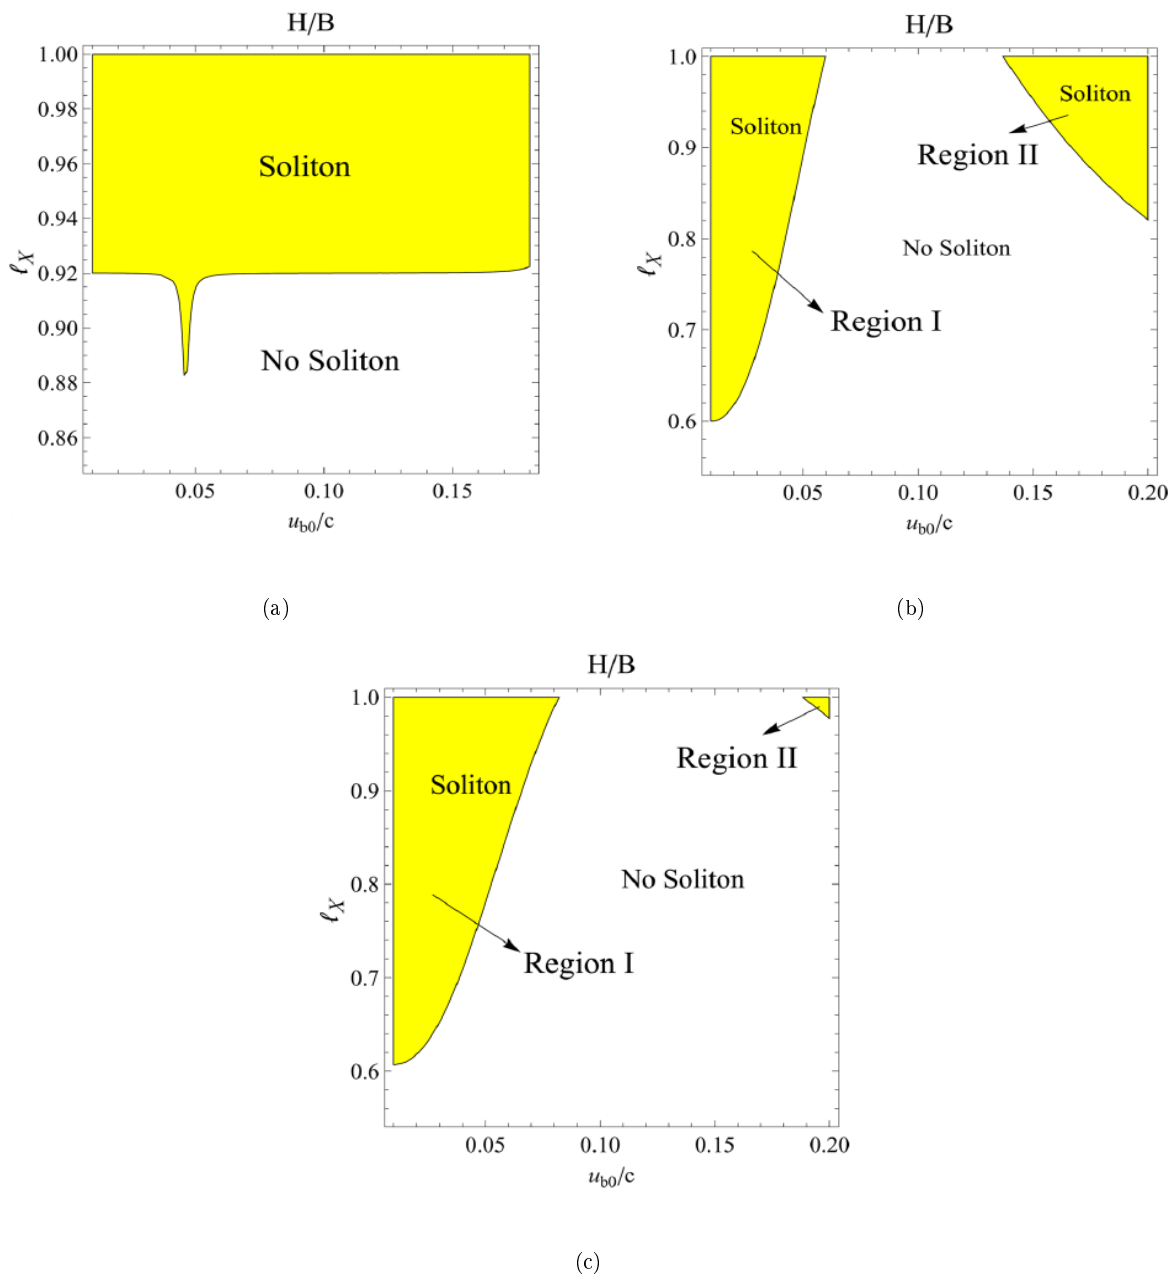 H/B
1.00
0.98
0.96
0.94
0.92
0.90
0.88
0.86
ℓX
Soliton
No Soliton
0.05 0.10 0.15
ub0/c
(a)
H/B
1.0
0.9
0.8
0.7
0.6
ℓX
Soliton
Soliton
Region II
No Soliton
Region I
0.05 0.10 0.15 0.20
ub0/c
(b)
H/B
1.0
0.9
0.8
0.7
0.6
ℓX
Region II
Soliton
No Soliton
Region I
0.05 0.10 0.15 0.20
ub0/c
(c)